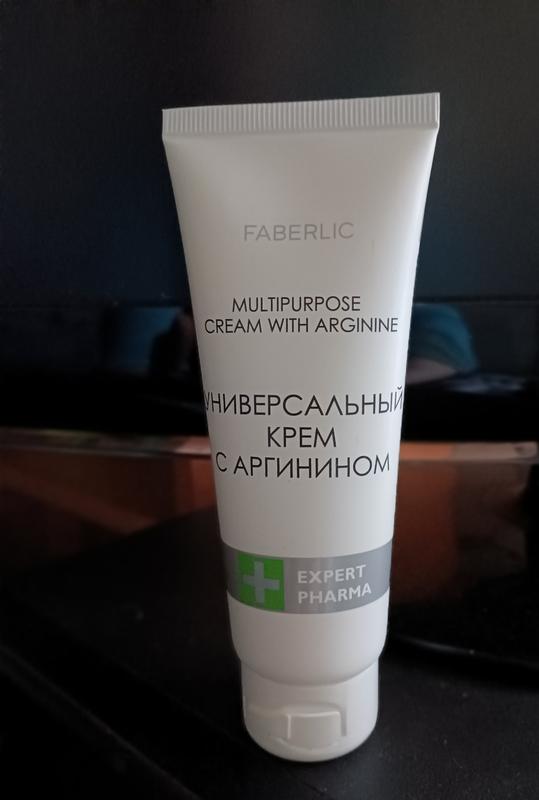 FABERLIC
MULTIPURPOSE
CREAM WITH ARGININE
УНИВЕРСАЛЬНЫЙ
КРЕМ
С АРГИНИНОМ
EXPERT
PHARMA